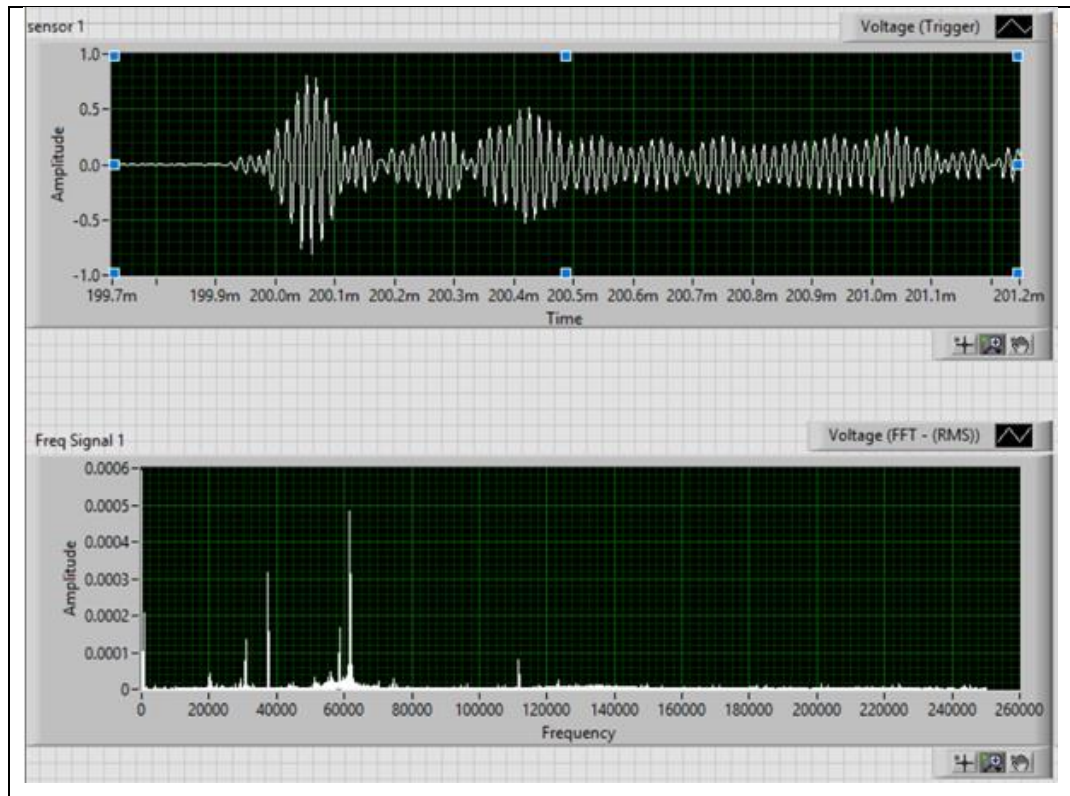 sensor 1
Voltage (Trigger)
1.0
0.5
0.0
-0.5
-1.0
Amplitude
199.7m 199.9m 200.0m 200.1m 200.2m 200.3m 200.4m 200.5m 200.6m 200.7m 200.8m 200.9m 201.0m 201.1m 201.2m
Time
Freq Signal 1
Voltage (FFT - (RMS))
0.0006
0.0005
0.0004
0.0003
0.0002
0.0001
0
Amplitude
0 20000 40000 60000 80000 100000 120000 140000 160000 180000 200000 220000 240000 260000
Frequency